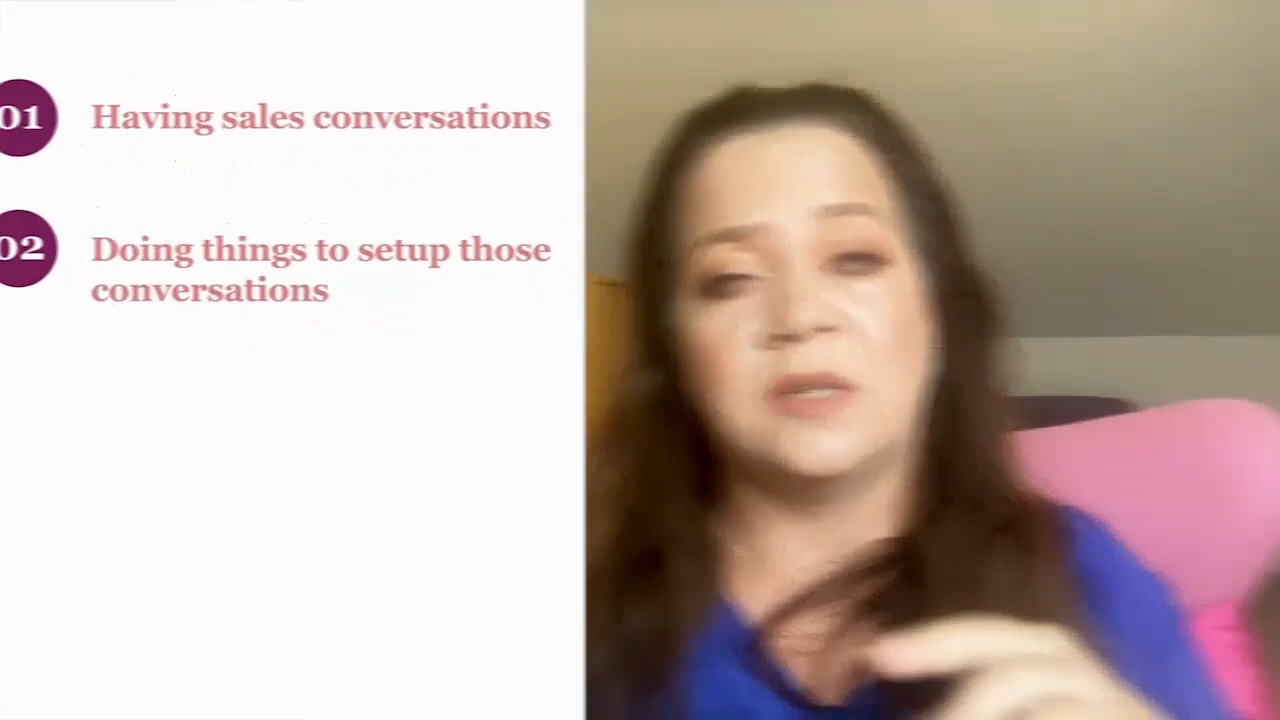 01 Having sales conversations
02 Doing things to setup those
conversations